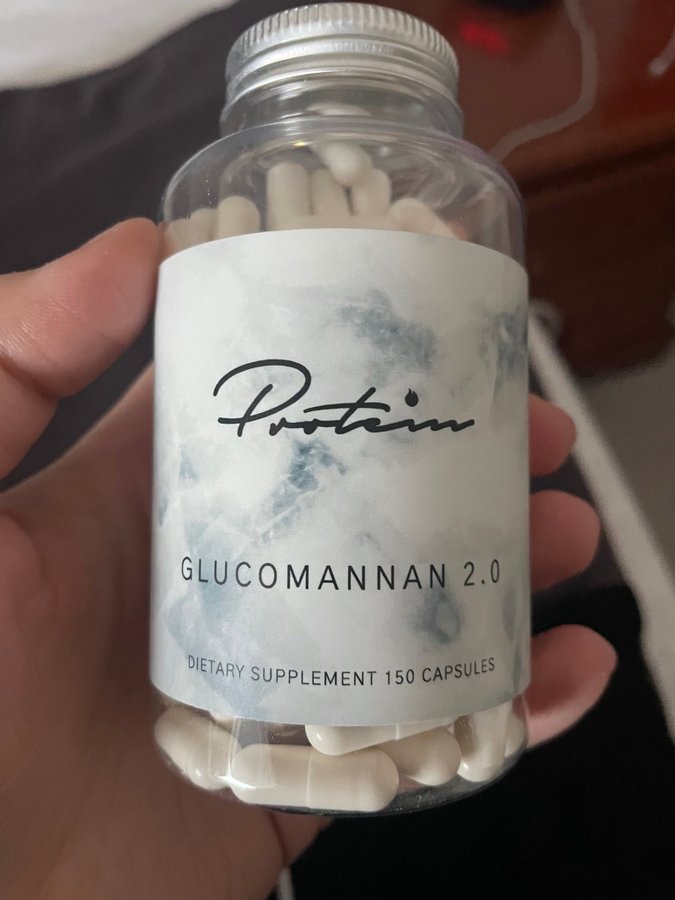 Protein
GLUCOMANNAN 2.0
DIETARY SUPPLEMENT 150 CAPSULES